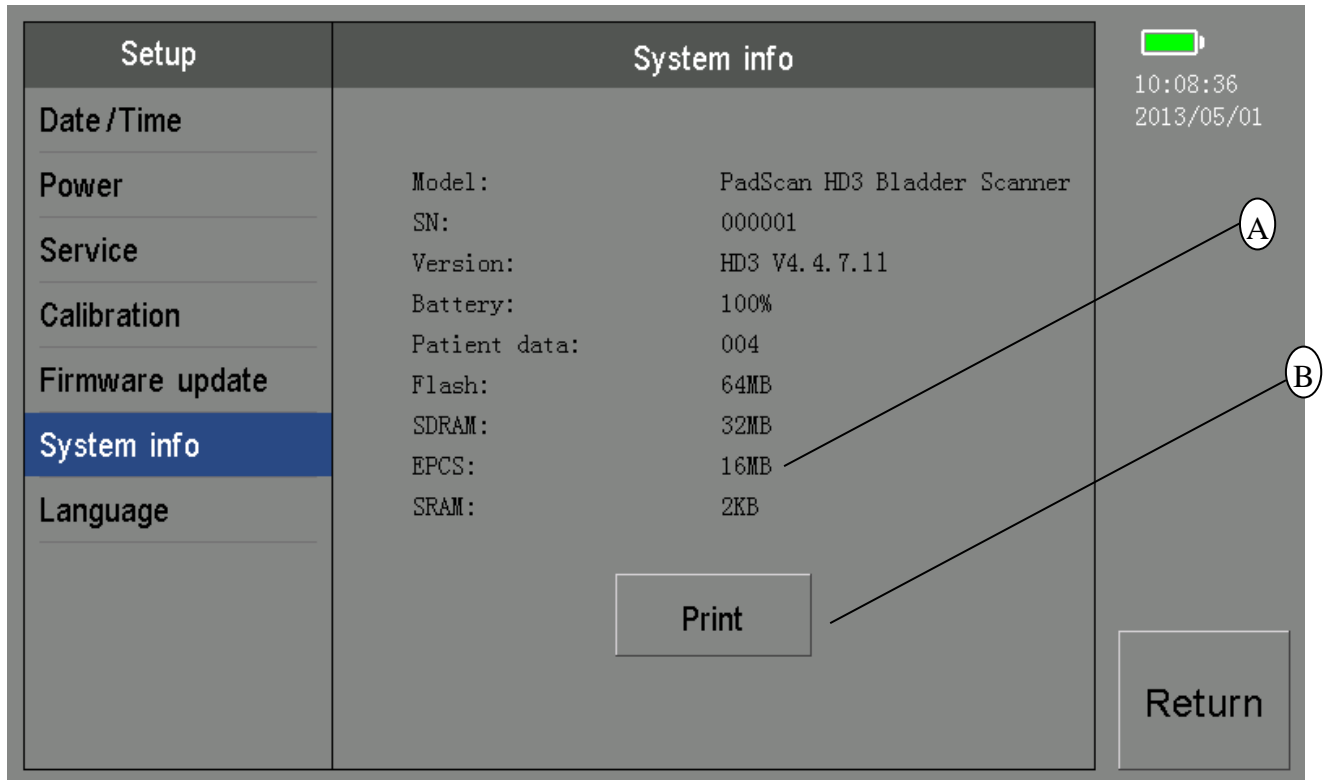 Setup
Date/Time
Power
Service
Calibration
Firmware update
System info
Language
System info
Model: PadScan HD3 Bladder Scanner
SN: 000001
Version: HD3 V4.4.7.11
Battery: 100%
Patient data: 004
Flash: 64MB
SDRAM: 32MB
EPCS: 16MB
SRAM: 2KB
Print
10:08:36
2013/05/01
A
B
Return